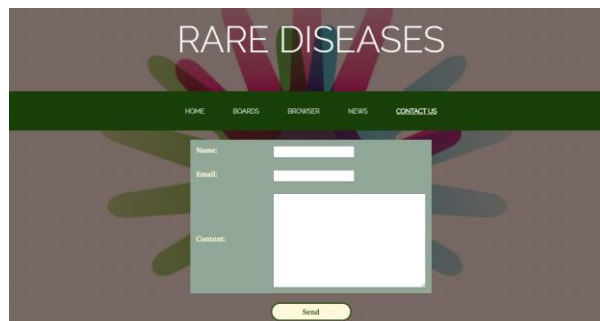 RARE DISEASES
HOME BOARDS BROWSER NEWS CONTACT US
Name:
Email:
Content:
Send